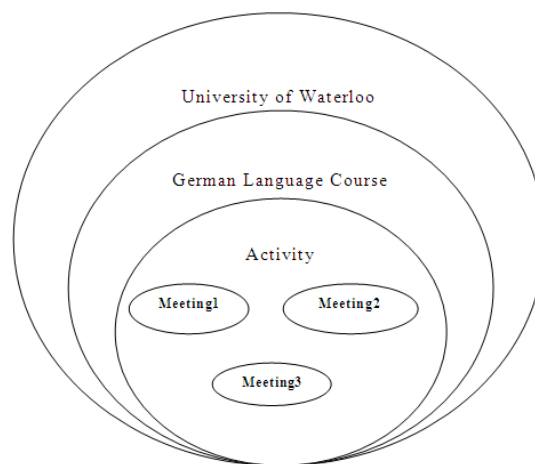 University of Waterloo
German Language Course
Activity
Meeting1 Meeting2
Meeting3